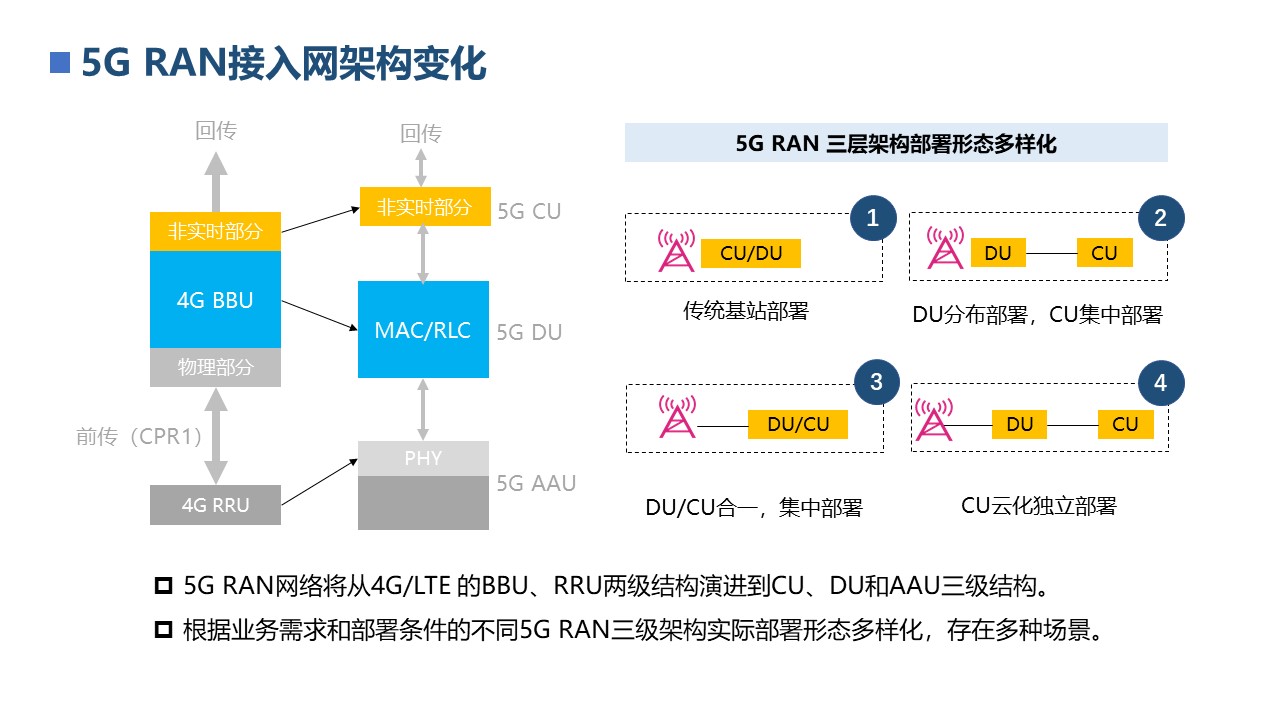 5G RAN接入网架构变化
回传
非实时部分
4G BBU
物理部分
前传（CPR1）
4G RRU
回传
非实时部分
5G CU
MAC/RLC
5G DU
PHY
5G AAU
5G RAN 三层架构部署形态多样化
1
CU/DU
传统基站部署
2
DU
CU
DU分布部署，CU集中部署
3
DU/CU
DU/CU合一，集中部署
4
DU
CU
CU云化独立部署
5G RAN网络将从4G/LTE 的BBU、RRU两级结构演进到CU、DU和AAU三级结构。
根据业务需求和部署条件的不同5G RAN三级架构实际部署形态多样化，存在多种场景。